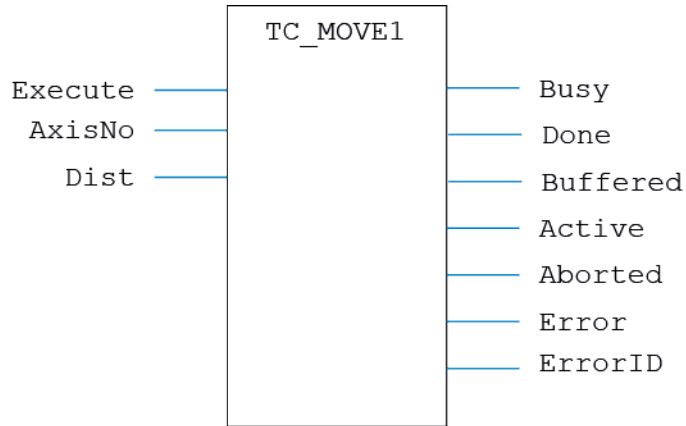 TC_MOVE1
Execute
AxisNo
Dist
Busy
Done
Buffered
Active
Aborted
Error
ErrorID